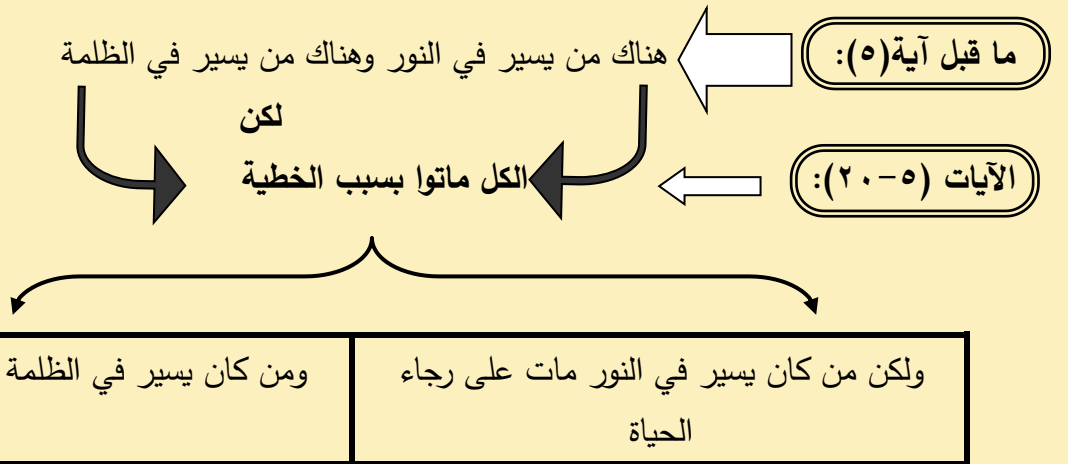 ما قبل آية(٥):
هناك من يسير في النور وهناك من يسير في الظلمة
لكن
الآيات (٥-٢٠):
الكل ماتوا بسبب الخطية
ولكن من كان يسير في النور مات على رجاء
الحياة
ومن كان يسير في الظلمة